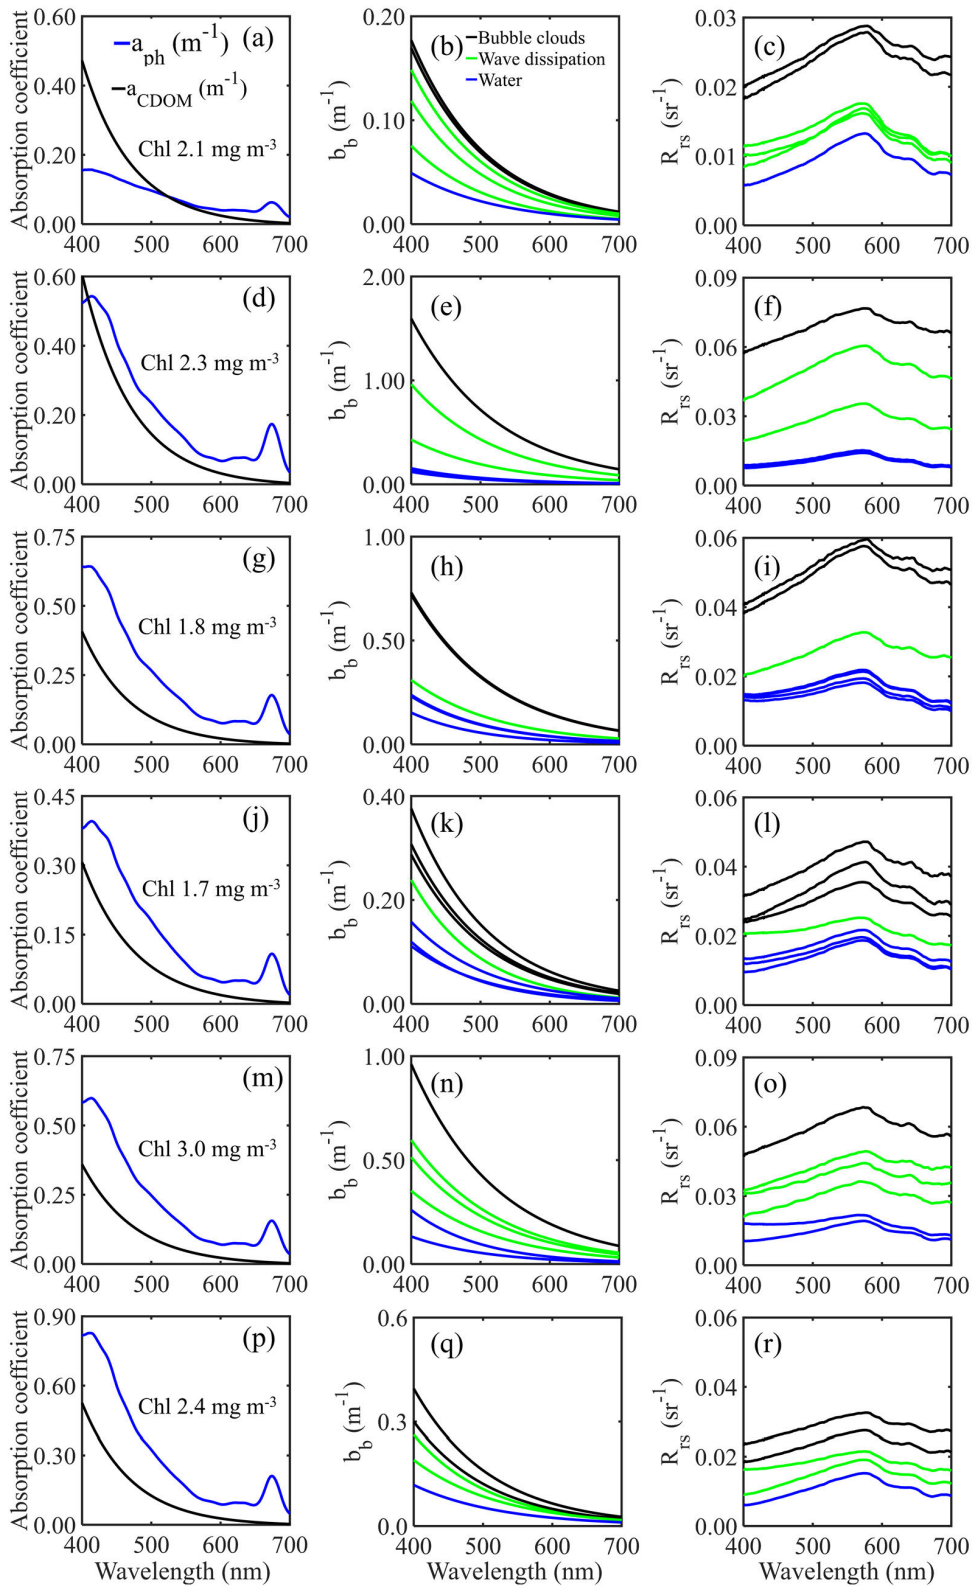 Absorption coefficient
0.60
0.40
0.20
0.00
400 500 600 700
(a)
a_ph (m^-1)
a_CDOM (m^-1)
Chl 2.1 mg m^-3
b_b (m^-1)
0.20
0.10
0.00
400 500 600 700
(b)
Bubble clouds
Wave dissipation
Water
R_rs (sr^-1)
0.03
0.02
0.01
0.00
400 500 600 700
(c)
Absorption coefficient
0.60
0.40
0.20
0.00
400 500 600 700
(d)
Chl 2.3 mg m^-3
b_b (m^-1)
2.00
1.00
0.00
400 500 600 700
(e)
R_rs (sr^-1)
0.09
0.06
0.03
0.00
400 500 600 700
(f)
Absorption coefficient
0.75
0.50
0.25
0.00
400 500 600 700
(g)
Chl 1.8 mg m^-3
b_b (m^-1)
1.00
0.50
0.00
400 500 600 700
(h)
R_rs (sr^-1)
0.06
0.04
0.02
0.00
400 500 600 700
(i)
Absorption coefficient
0.45
0.30
0.15
0.00
400 500 600 700
(j)
Chl 1.7 mg m^-3
b_b (m^-1)
0.40
0.20
0.00
400 500 600 700
(k)
R_rs (sr^-1)
0.06
0.04
0.02
0.00
400 500 600 700
(l)
Absorption coefficient
0.75
0.50
0.25
0.00
400 500 600 700
(m)
Chl 3.0 mg m^-3
b_b (m^-1)
1.00
0.50
0.00
400 500 600 700
(n)
R_rs (sr^-1)
0.09
0.06
0.03
0.00
400 500 600 700
(o)
Absorption coefficient
0.90
0.60
0.30
0.00
400 500 600 700
Wavelength (nm)
(p)
Chl 2.4 mg m^-3
b_b (m^-1)
0.6
0.3
0.00
400 500 600 700
Wavelength (nm)
(q)
R_rs (sr^-1)
0.06
0.04
0.02
0.00
400 500 600 700
Wavelength (nm)
(r)